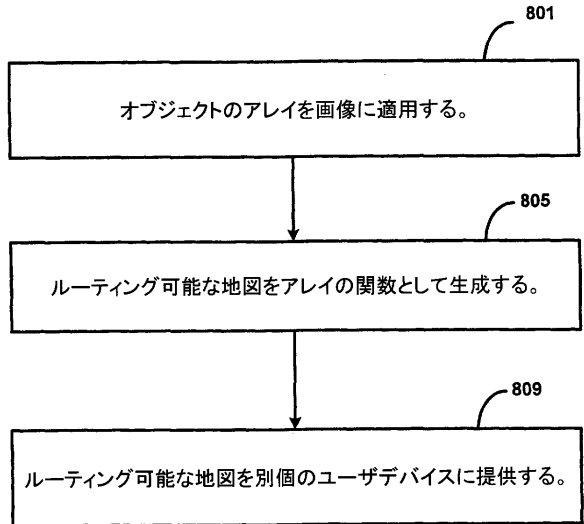 801
オブジェクトのアレイを画像に適用する。
805
ルーティング可能な地図をアレイの関数として生成する。
809
ルーティング可能な地図を別個のユーザデバイスに提供する。